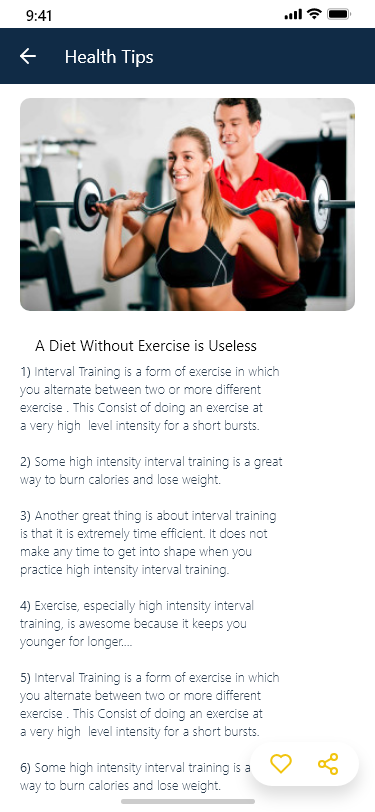 9:41
Health Tips
A Diet Without Exercise is Useless
1) Interval Training is a form of exercise in which
you alternate between two or more different
exercise . This Consist of doing an exercise at
a very high  level intensity for a short bursts.
2) Some high intensity interval training is a great
way to burn calories and lose weight.
3) Another great thing is about interval training
is that it is extremely time efficient. It does not
make any time to get into shape when you
practice high intensity interval training.
4) Exercise, especially high intensity interval
training, is awesome because it keeps you
younger for longer....
5) Interval Training is a form of exercise in which
you alternate between two or more different
exercise . This Consist of doing an exercise at
a very high  level intensity for a short bursts.
6) Some high intensity interval training is a
way to burn calories and lose weight.